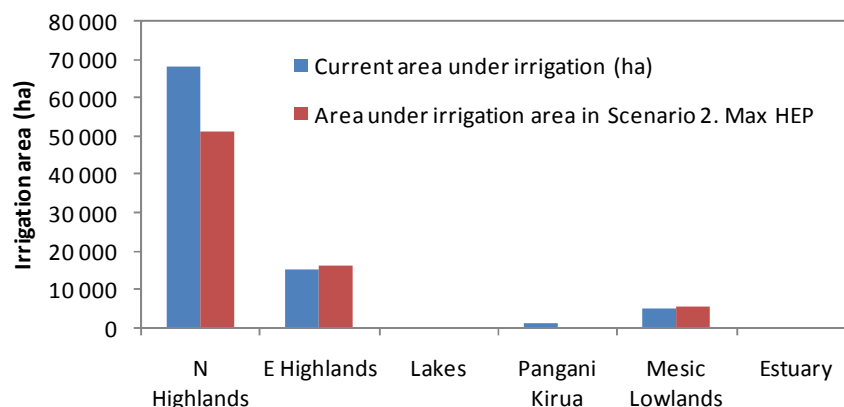 80 000
70 000
60 000
50 000
40 000
30 000
20 000
10 000
0
Irrigation area (ha)
Current area under irrigation (ha)
Area under irrigation area in Scenario 2. Max HEP
N Highlands
E Highlands
Lakes
Pangani Kirua
Mesic Lowlands
Estuary